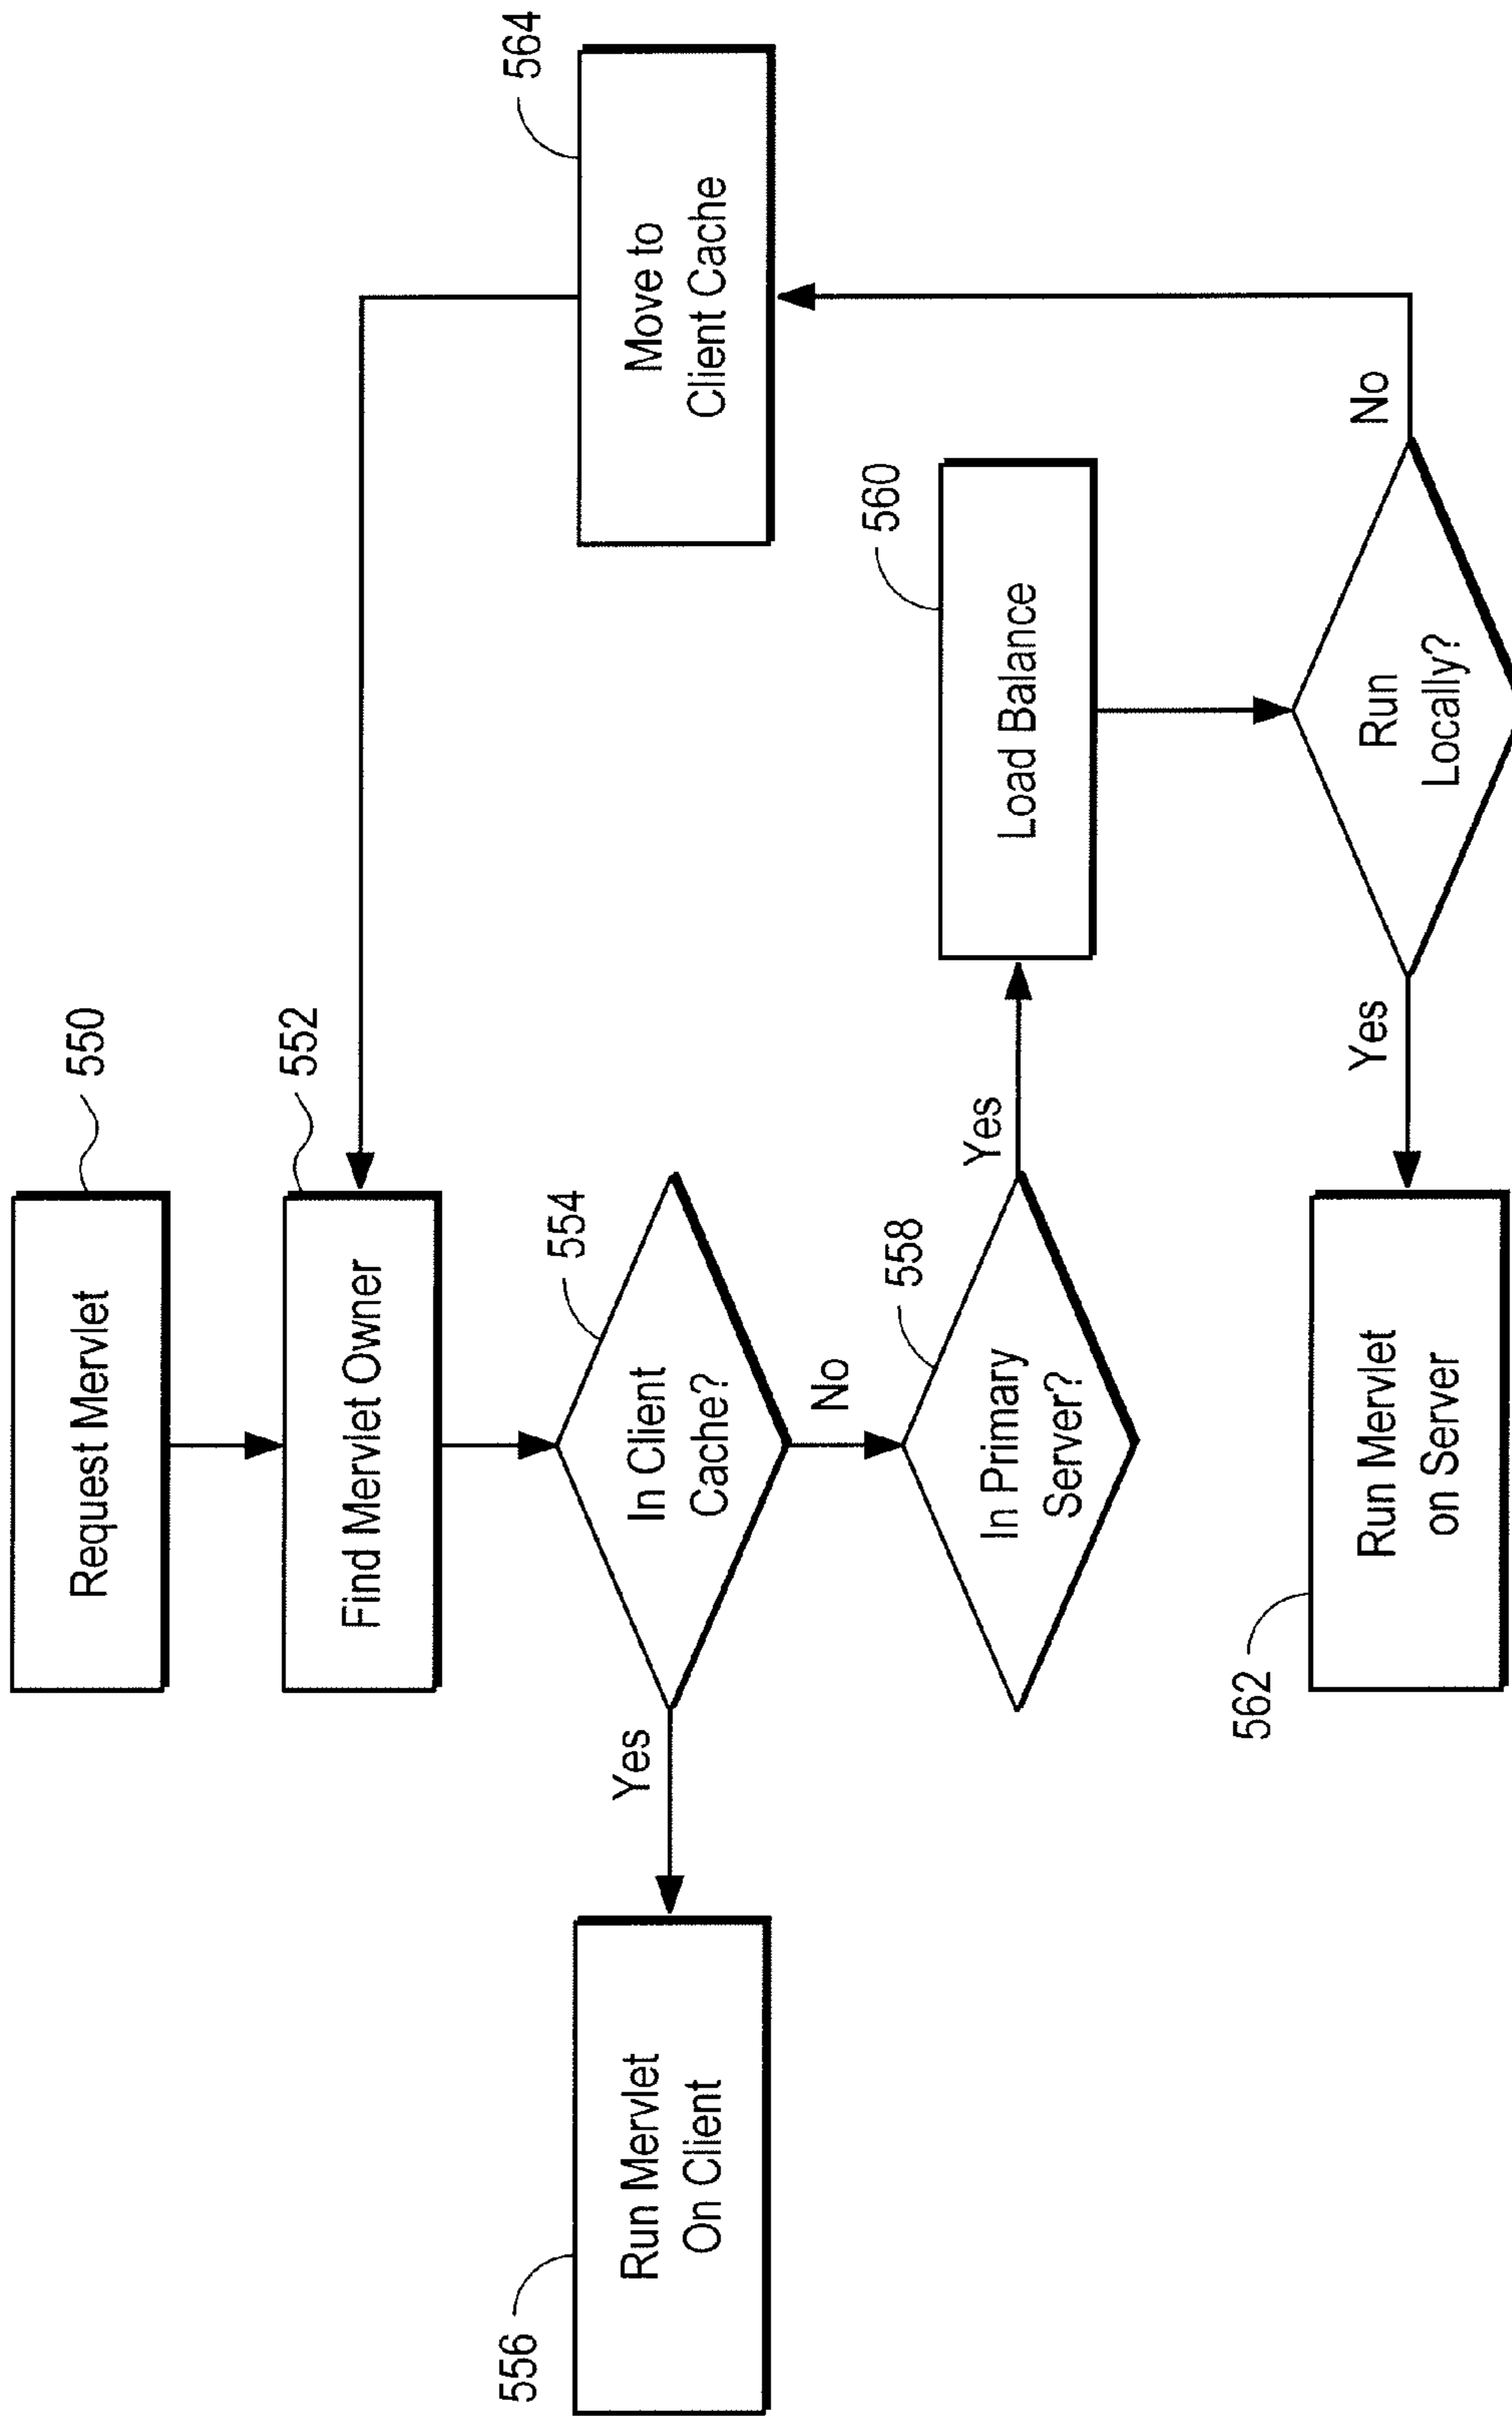 Request Mervlet
550
Find Mervlet Owner
552
In Client
Cache?
554
Yes
Run Mervlet
On Client
556
No
In Primary
Server?
558
Yes
Load Balance
560
Run
Locally?
Yes
Run Mervlet
on Server
562
No
Move to
Client Cache
564